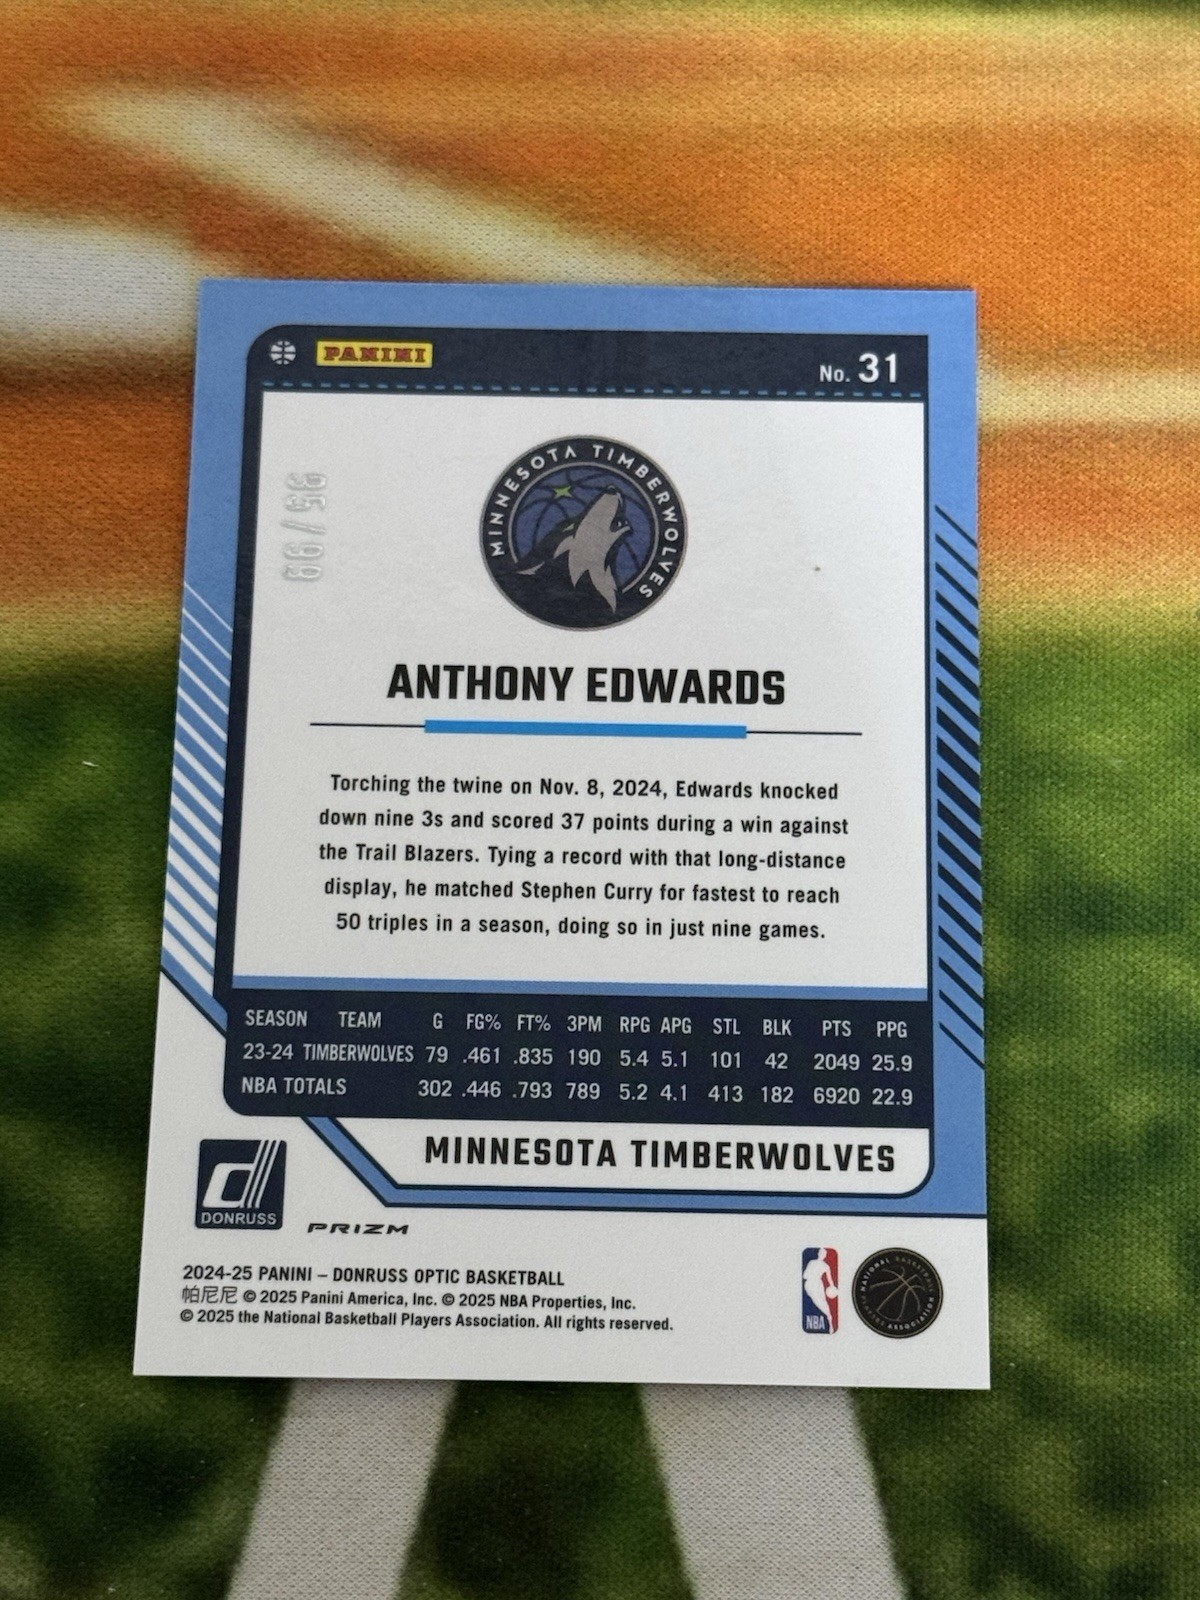 PANINI
No. 31
95/99
MINNESOTA TIMBERWOLVES
ANTHONY EDWARDS
Torching the twine on Nov. 8, 2024, Edwards knocked
down nine 3s and scored 37 points during a win against
the Trail Blazers. Tying a record with that long-distance
display, he matched Stephen Curry for fastest to reach
50 triples in a season, doing so in just nine games.
SEASON TEAM G FG% FT% 3PM RPG APG STL BLK PTS PPG
23-24 TIMBERWOLVES 79 .461 .835 190 5.4 5.1 101 42 2049 25.9
NBA TOTALS 302 .446 .793 789 5.2 4.1 413 182 6920 22.9
MINNESOTA TIMBERWOLVES
DONRUSS
PRIZM
2024-25 PANINI – DONRUSS OPTIC BASKETBALL
帕尼尼 © 2025 Panini America, Inc. © 2025 NBA Properties, Inc.
© 2025 the National Basketball Players Association. All rights reserved.
NBA
NATIONAL BASKETBALL PLAYERS ASSOCIATION